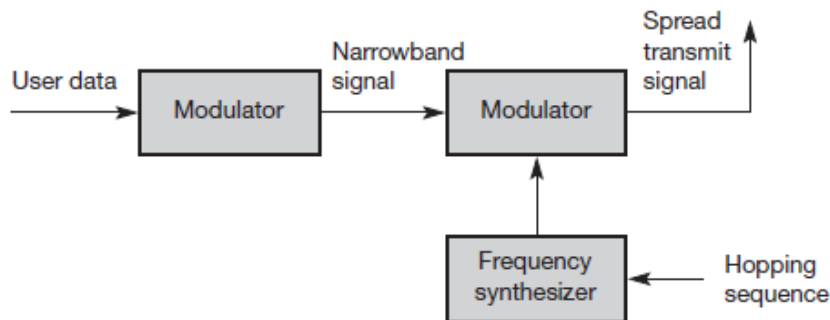 User data
Modulator
Narrowband
signal
Modulator
Spread
transmit
signal
Frequency
synthesizer
Hopping
sequence